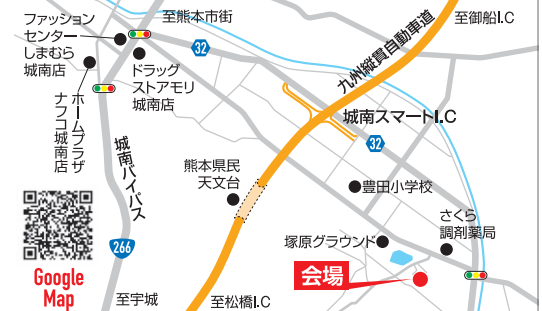 ファッション
センター
しまむら
城南店
至熊本市街
至御船I.C
32
九州縦貫自動車道
ドラッグ
ストアモリ
城南店
ホームプラザ
ナフコ城南店
城南バイパス
城南スマートI.C
32
熊本県民
天文台
豊田小学校
さくら
調剤薬局
塚原グラウンド
266
会場
Google
Map
至宇城
至松橋I.C